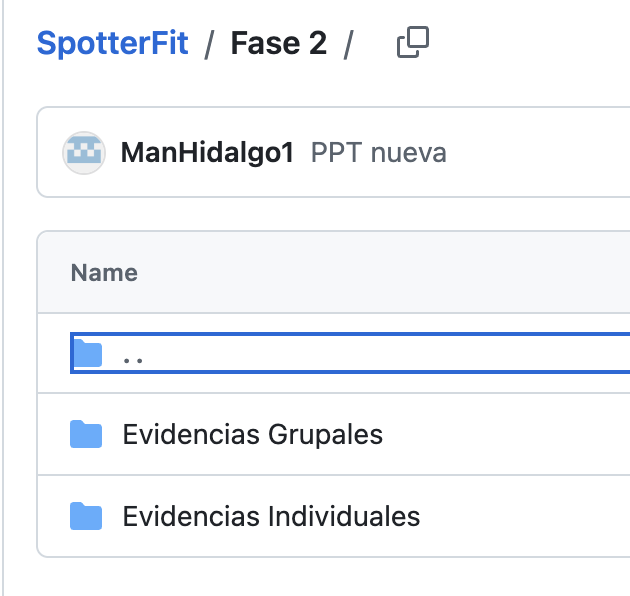 SpotterFit / Fase 2 /
ManHidalgo1 PPT nueva
Name
..
Evidencias Grupales
Evidencias Individuales